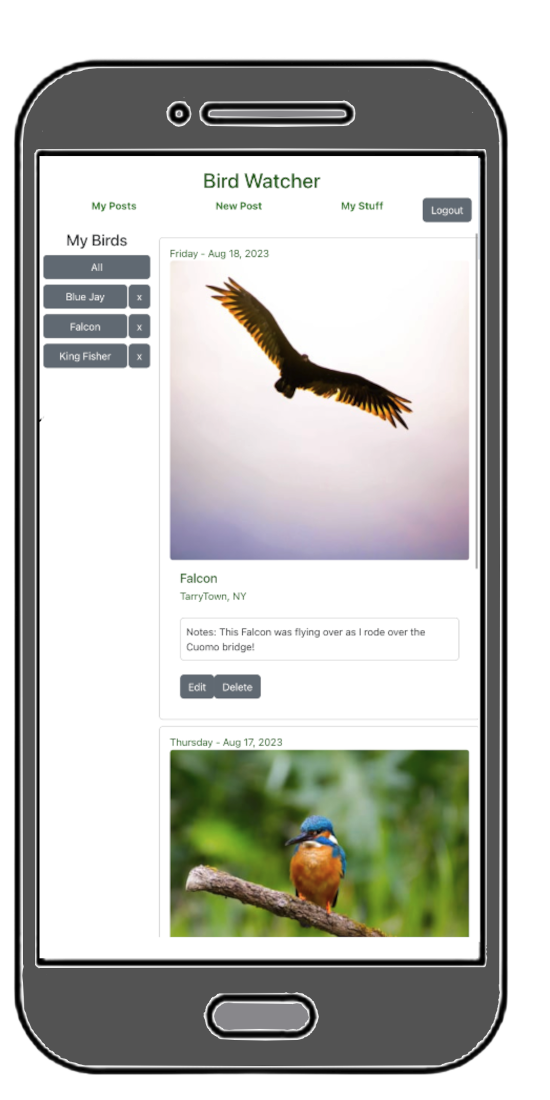 Bird Watcher
My Posts New Post My Stuff Logout
My Birds
All
Blue Jay x
Falcon x
King Fisher x
Friday - Aug 18, 2023
Falcon
TarryTown, NY
Notes: This Falcon was flying over as I rode over the
Cuomo bridge!
Edit Delete
Thursday - Aug 17, 2023